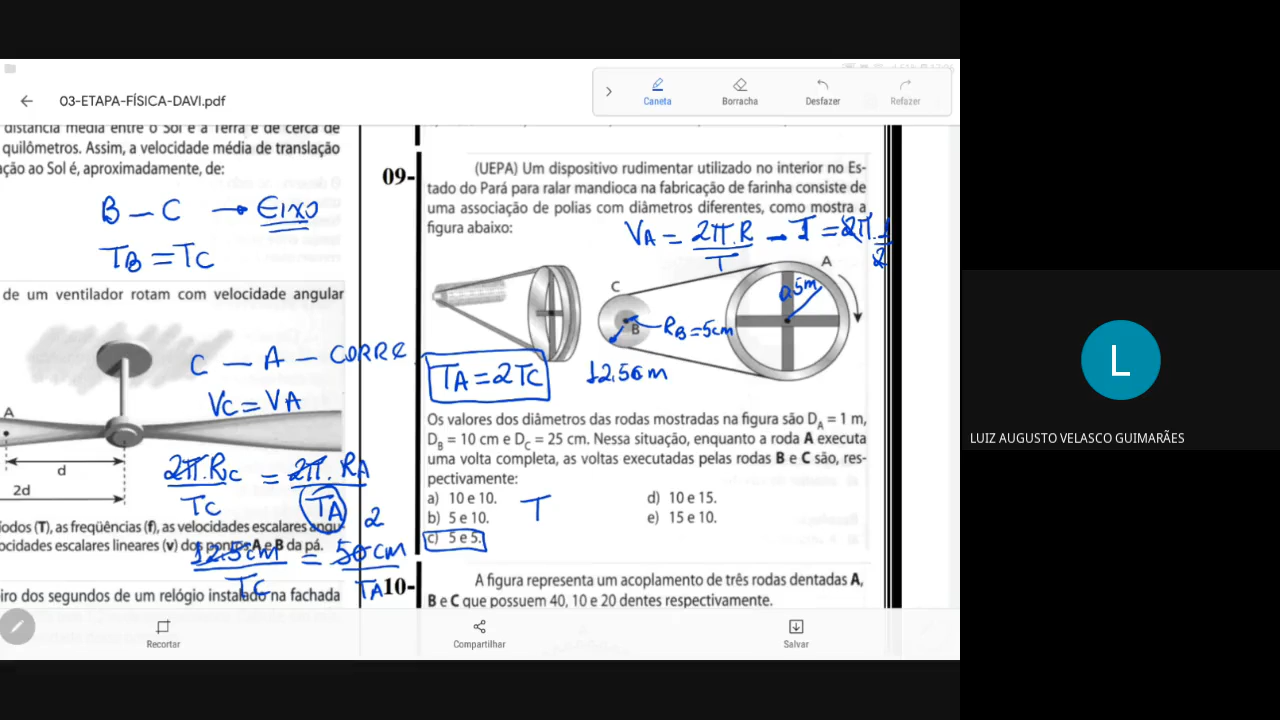 03-ETAPA-FÍSICA-DAVI.pdf
Caneta
Borracha
Desfazer
Refazer
distância média entre o Sol e a Terra é de cerca de
quilômetros. Assim, a velocidade média de translação
ação ao Sol é, aproximadamente, de:
B - C → EIXO
TB = TC
de um ventilador rotam com velocidade angular
C - A - CORRE
VC = VA
A
d
2d
2π.RC / TC = 2π.RA / TA
2
12.5cm / TC = 50cm / TA
íodos (T), as freqüências (f), as velocidades escalares angu-
ocidades escalares lineares (v) dos pontos A e B da pá.
iro dos segundos de um relógio instalado na fachada
09-
(UEPA) Um dispositivo rudimentar utilizado no interior no Es-
tado do Pará para ralar mandioca na fabricação de farinha consiste de
uma associação de polias com diâmetros diferentes, como mostra a
figura abaixo:
VA = 2π.R / T → T = 2π.1 / 2
C
B
A
0,5m
RB = 5cm
12.5cm
TA = 2TC
Os valores dos diâmetros das rodas mostradas na figura são DA = 1 m,
DB = 10 cm e DC = 25 cm. Nessa situação, enquanto a roda A executa
uma volta completa, as voltas executadas pelas rodas B e C são, res-
pectivamente:
a) 10 e 10.
b) 5 e 10.
c) 5 e 5.
d) 10 e 15.
e) 15 e 10.
T
10-
A figura representa um acoplamento de três rodas dentadas A,
B e C que possuem 40, 10 e 20 dentes respectivamente.
Recortar
Compartilhar
Salvar
L
LUIZ AUGUSTO VELASCO GUIMARÃES